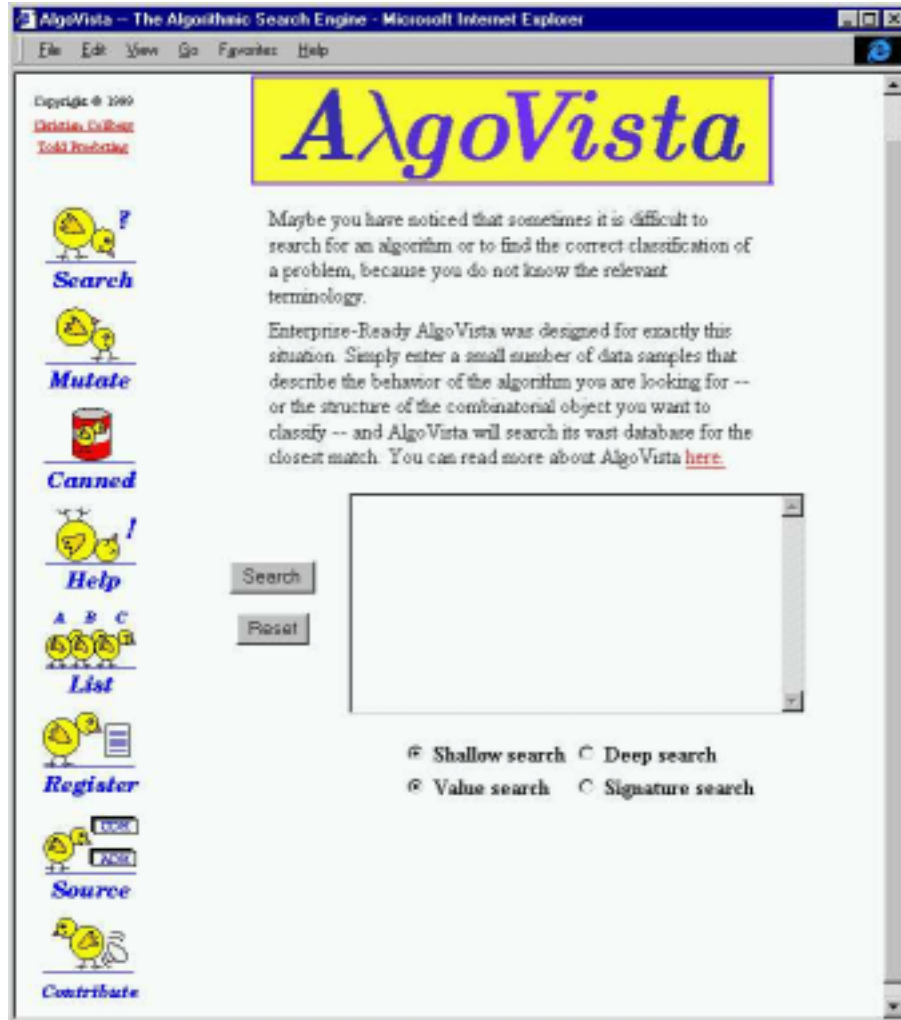 AlgoVista -- The Algorithmic Search Engine - Microsoft Internet Explorer
File Edit View Go Favorites Help
Copyright © 1999
Christian Collberg
Todd Proebsting
AλgoVista
Maybe you have noticed that sometimes it is difficult to
search for an algorithm or to find the correct classification of
a problem, because you do not know the relevant
terminology.
Enterprise-Ready AlgoVista was designed for exactly this
situation. Simply enter a small number of data samples that
describe the behavior of the algorithm you are looking for --
or the structure of the combinatorial object you want to
classify -- and AlgoVista will search its vast database for the
closest match. You can read more about AlgoVista here.
?
Search
Mutate
Canned
!
Help
A B C
List
Register
Source
Contribute
Search
Reset
Shallow search Deep search
Value search Signature search